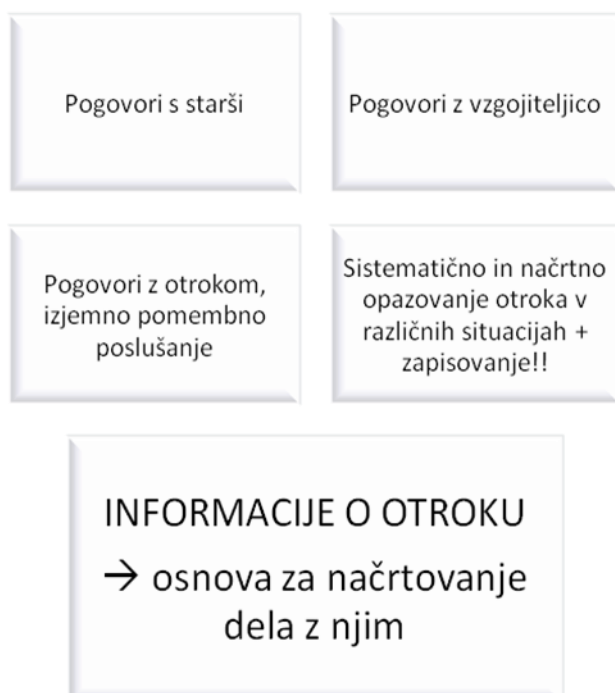 Pogovori s starši
Pogovori z vzgojiteljico
Pogovori z otrokom,
izjemno pomembno
poslušanje
Sistematično in načrtno
opazovanje otroka v
različnih situacijah +
zapisovanje!!
INFORMACIJE O OTROKU
→ osnova za načrtovanje
dela z njim